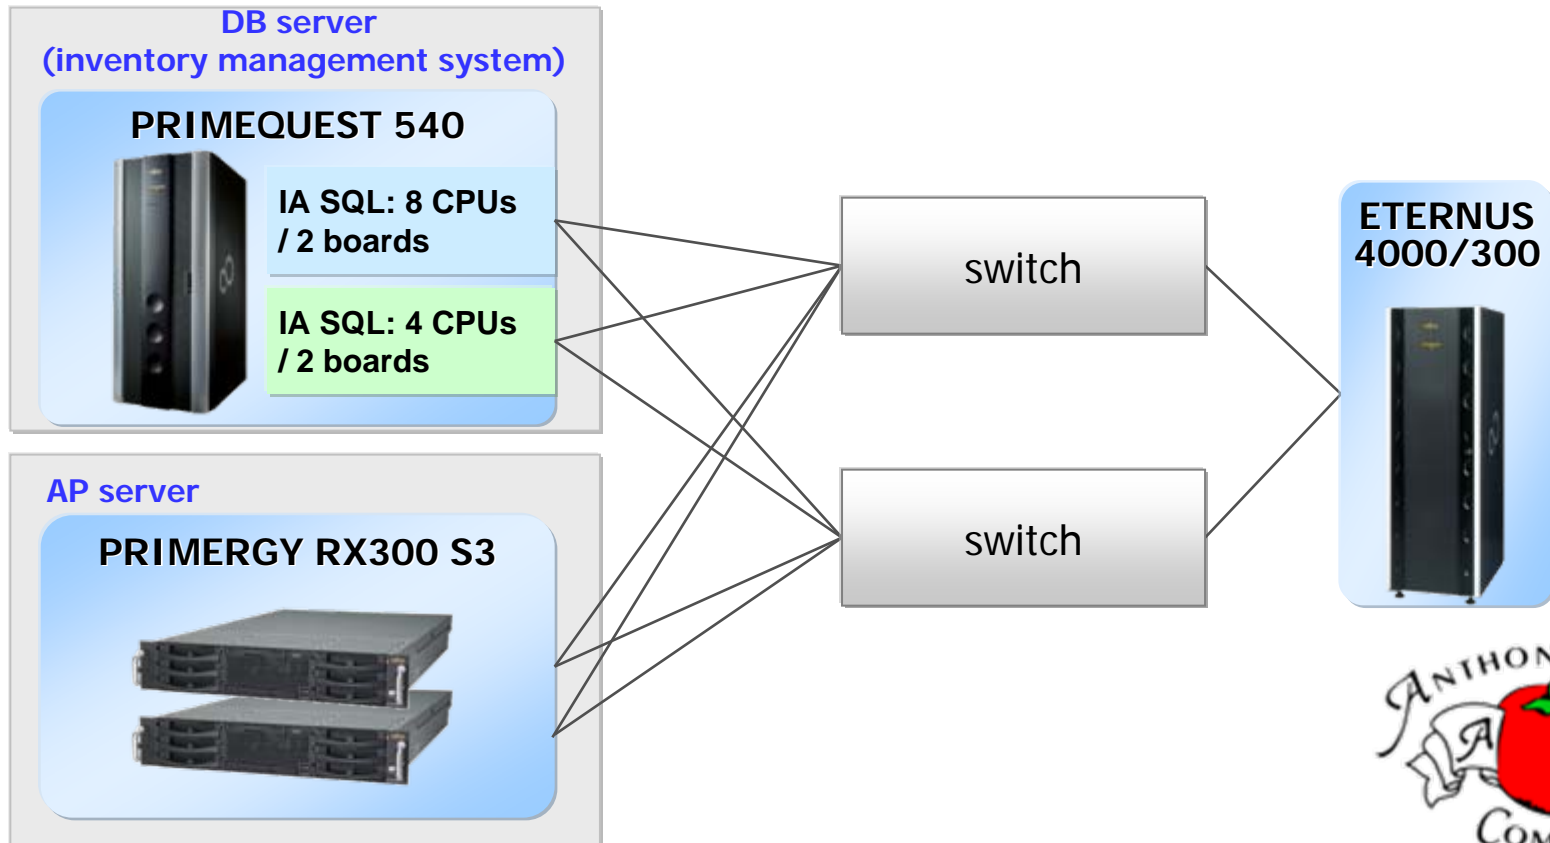 DB server
(inventory management system)
PRIMEQUEST 540
IA SQL: 8 CPUs
/ 2 boards
IA SQL: 4 CPUs
/ 2 boards
switch
ETERNUS
4000/300
AP server
PRIMERGY RX300 S3
switch
A